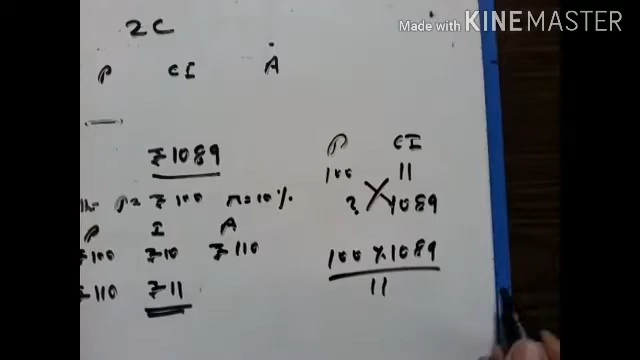 Made with KINEMASTER
2C
P CI A
₹1089
P = ₹100 r = 10%
P I A
₹100 ₹10 ₹110
₹110 ₹11
P CI
100 11
? 1089
100 × 1089
11